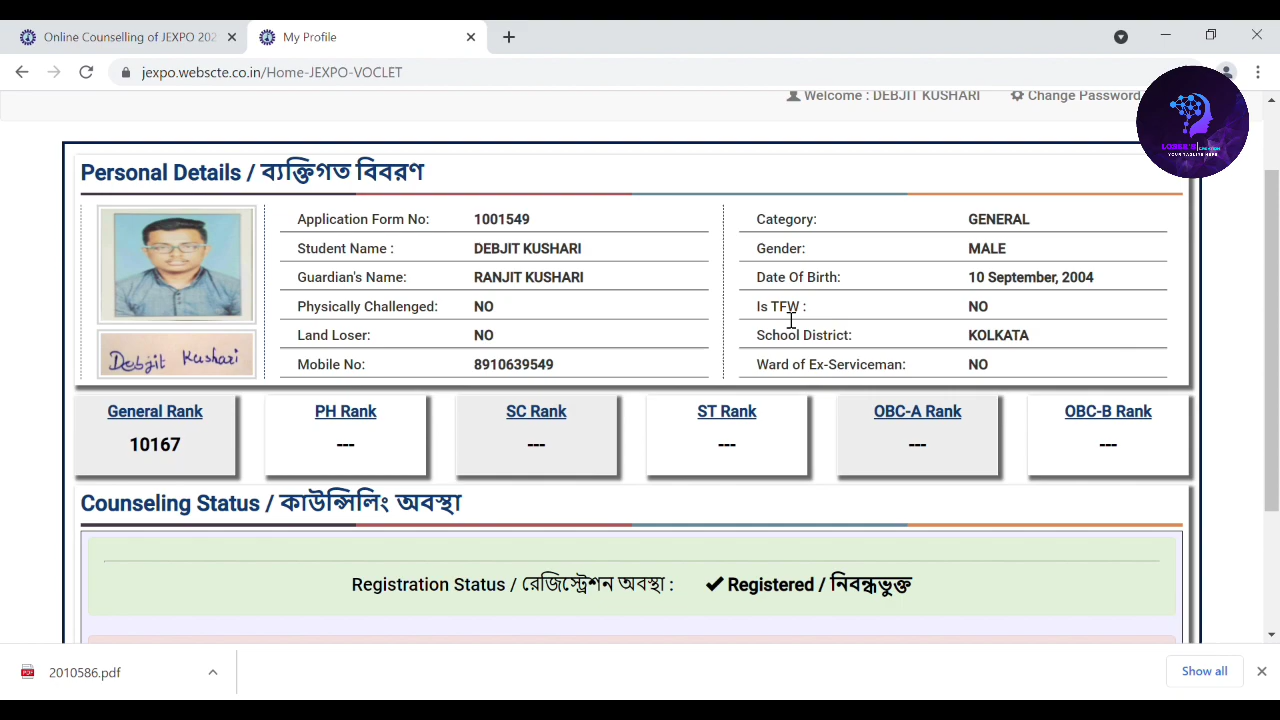 Online Counselling of JEXPO 202
My Profile
jexpo.webscte.co.in/Home-JEXPO-VOCLET
Welcome : DEBJIT KUSHARI
Change Password
LOSER'S CREATION
YOUR TAGLINE HERE
Personal Details / ব্যক্তিগত বিবরণ
Application Form No: 1001549
Category: GENERAL
Student Name : DEBJIT KUSHARI
Gender: MALE
Guardian's Name: RANJIT KUSHARI
Date Of Birth: 10 September, 2004
Physically Challenged: NO
Is TFW : NO
Land Loser: NO
School District: KOLKATA
Mobile No: 8910639549
Ward of Ex-Serviceman: NO
Debjit Kushari
General Rank
10167
PH Rank
---
SC Rank
---
ST Rank
---
OBC-A Rank
---
OBC-B Rank
---
Counseling Status / কাউন্সিলিং অবস্থা
Registration Status / রেজিস্ট্রেশন অবস্থা : ✔ Registered / নিবন্ধভুক্ত
2010586.pdf
Show all